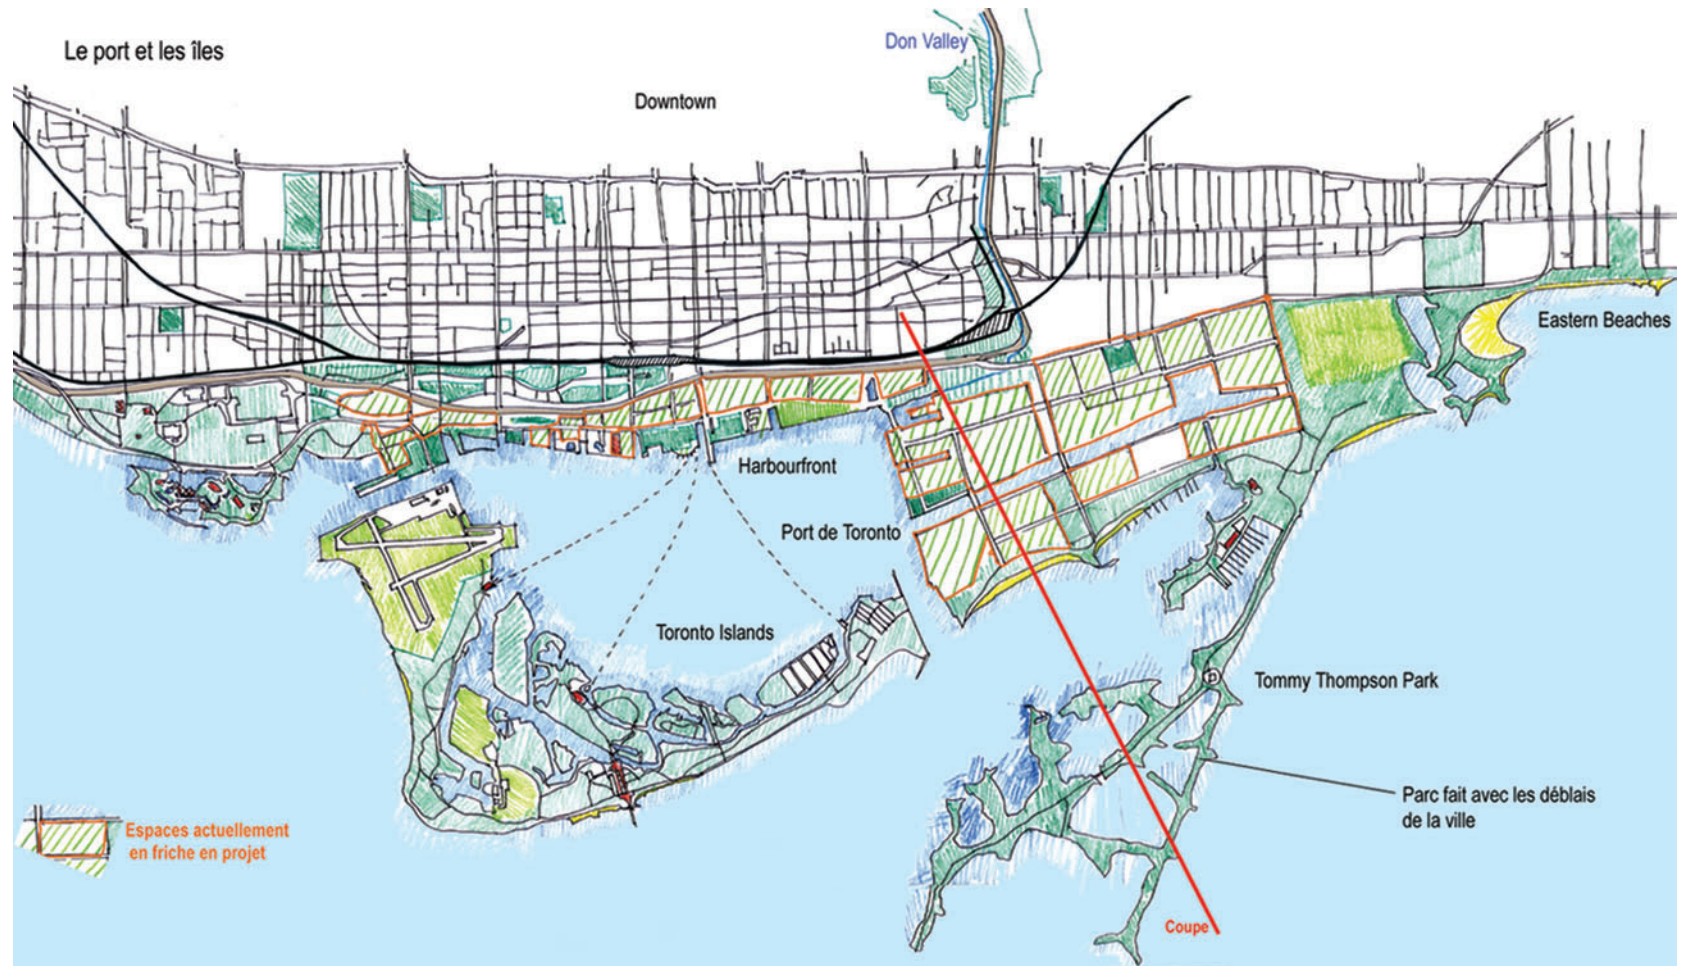 Le port et les îles
Don Valley
Downtown
Eastern Beaches
Harbourfront
Port de Toronto
Toronto Islands
Tommy Thompson Park
Parc fait avec les déblais
de la ville
Espaces actuellement
en friche en projet
Coupe